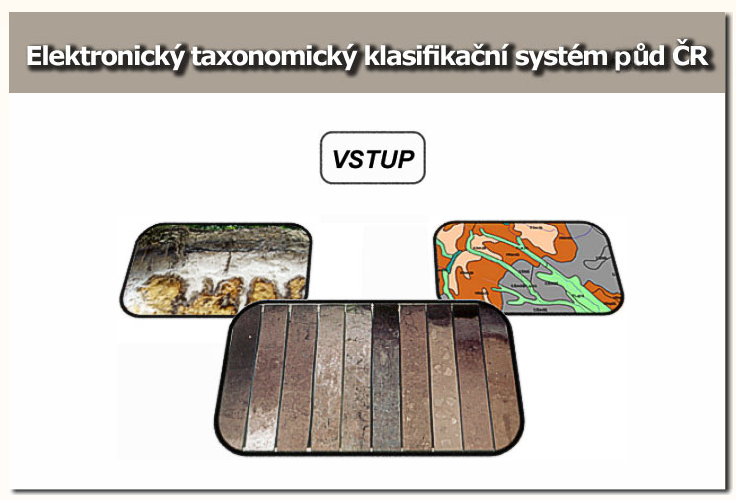 Elektronický taxonomický klasifikační systém půd ČR
VSTUP